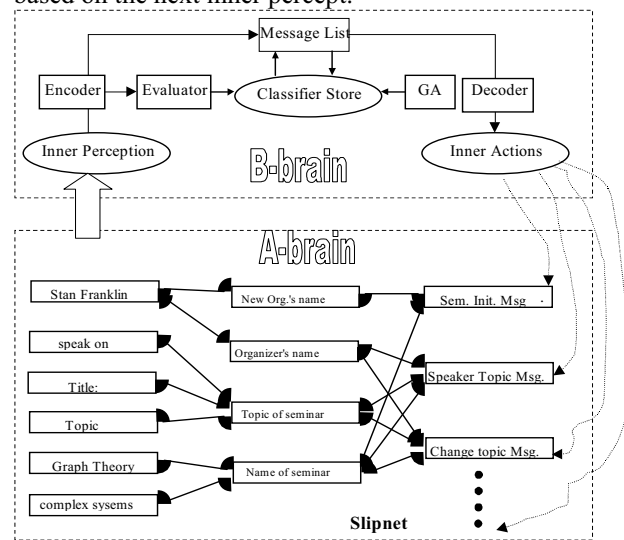 based on the next inner percept.
Message List
Encoder
Evaluator
Classifier Store
GA
Decoder
Inner Perception
Inner Actions
B-brain
A-brain
Stan Franklin
New Org.'s name
Sem. Init. Msg .
speak on
Organizer's name
Title:
Speaker Topic Msg.
Topic
Topic of seminar
Graph Theory
Name of seminar
Change topic Msg.
complex sysems
Slipnet